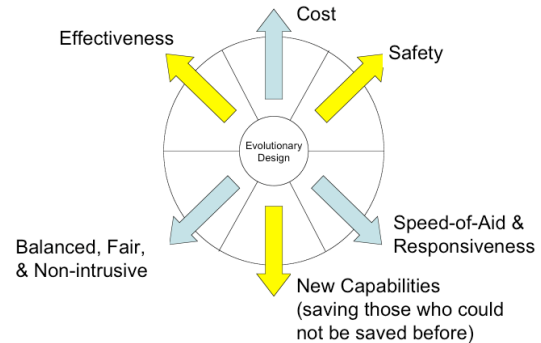 Cost
Effectiveness
Safety
Evolutionary
Design
Speed-of-Aid &
Responsiveness
Balanced, Fair,
& Non-intrusive
New Capabilities
(saving those who could
not be saved before)